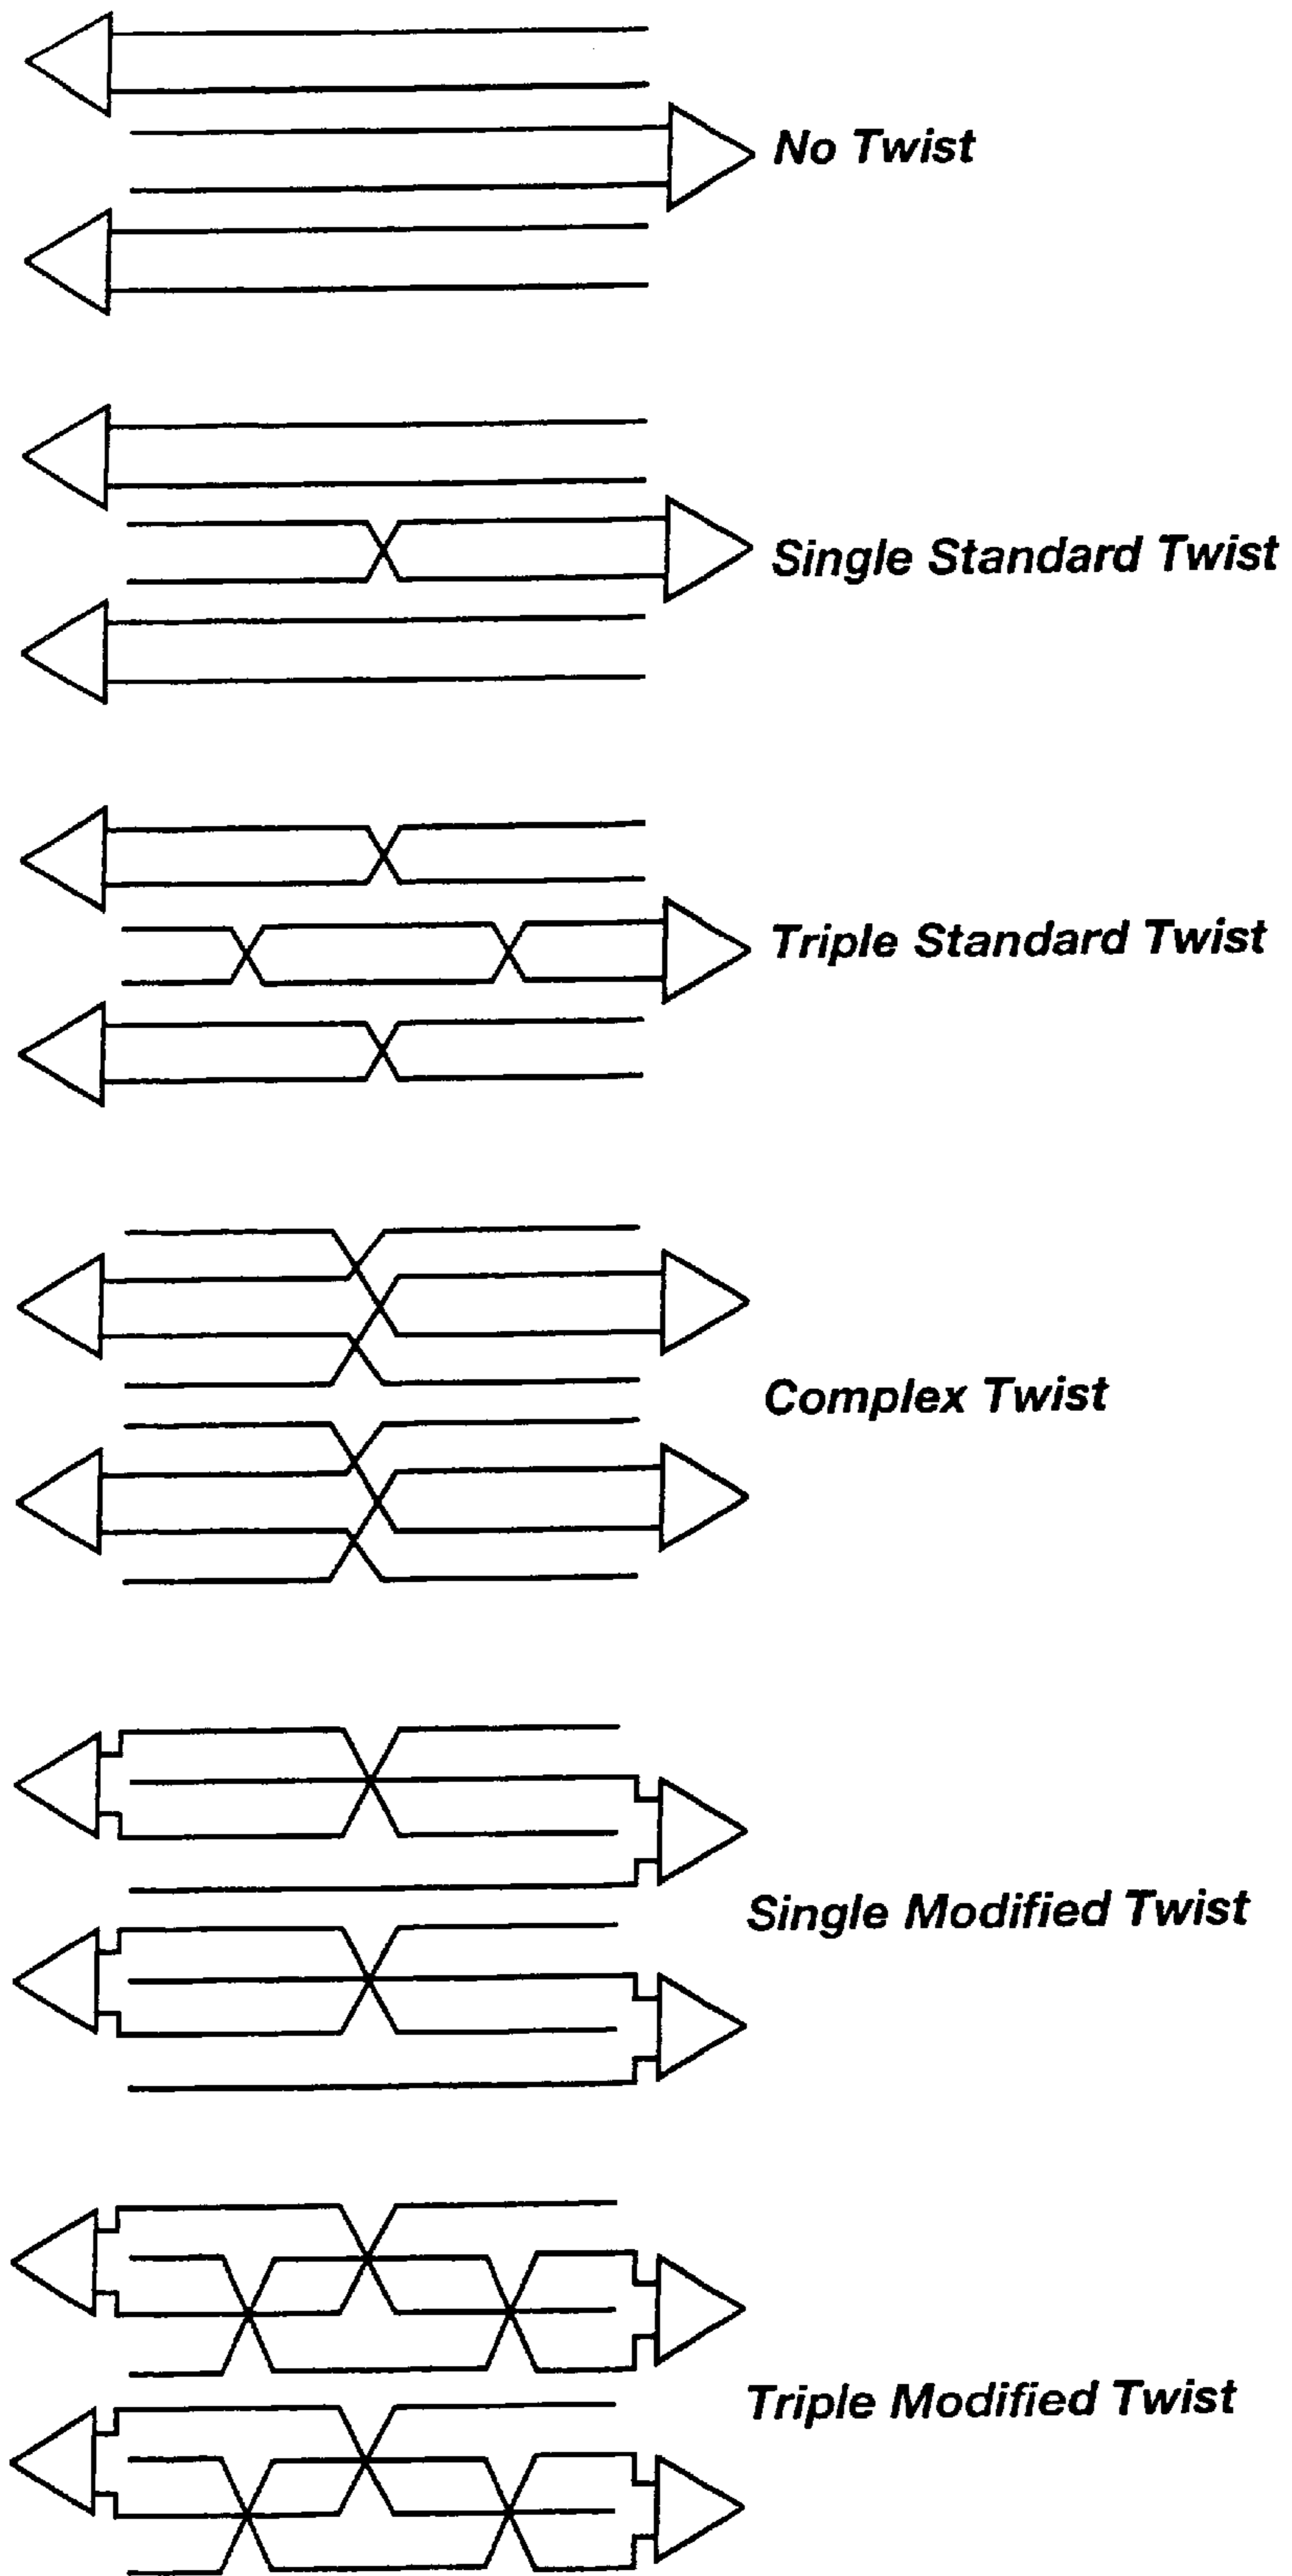 No Twist
Single Standard Twist
Triple Standard Twist
Complex Twist
Single Modified Twist
Triple Modified Twist